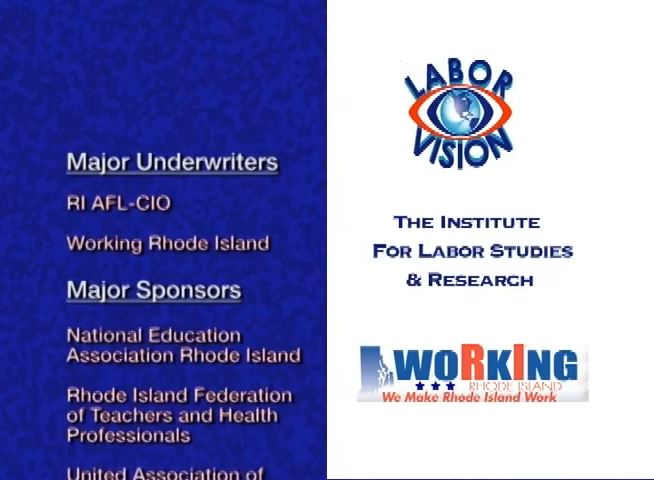 Major Underwriters
RI AFL-CIO
Working Rhode Island
Major Sponsors
National Education
Association Rhode Island
Rhode Island Federation
of Teachers and Health
Professionals
United Association of
LABOR
VISION
THE INSTITUTE
FOR LABOR STUDIES
& RESEARCH
WORKING
RHODE ISLAND
We Make Rhode Island Work